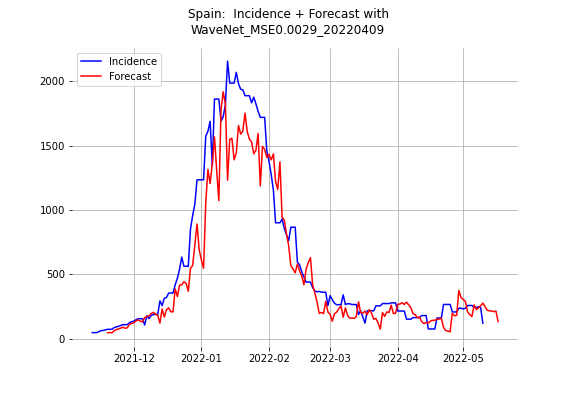 Spain:  Incidence + Forecast with
WaveNet_MSE0.0029_20220409
Incidence
Forecast
2000
1500
1000
500
0
2021-12 2022-01 2022-02 2022-03 2022-04 2022-05